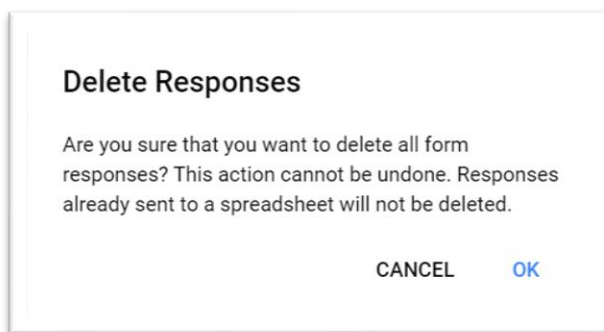 Delete Responses
Are you sure that you want to delete all form
responses? This action cannot be undone. Responses
already sent to a spreadsheet will not be deleted.
CANCEL OK